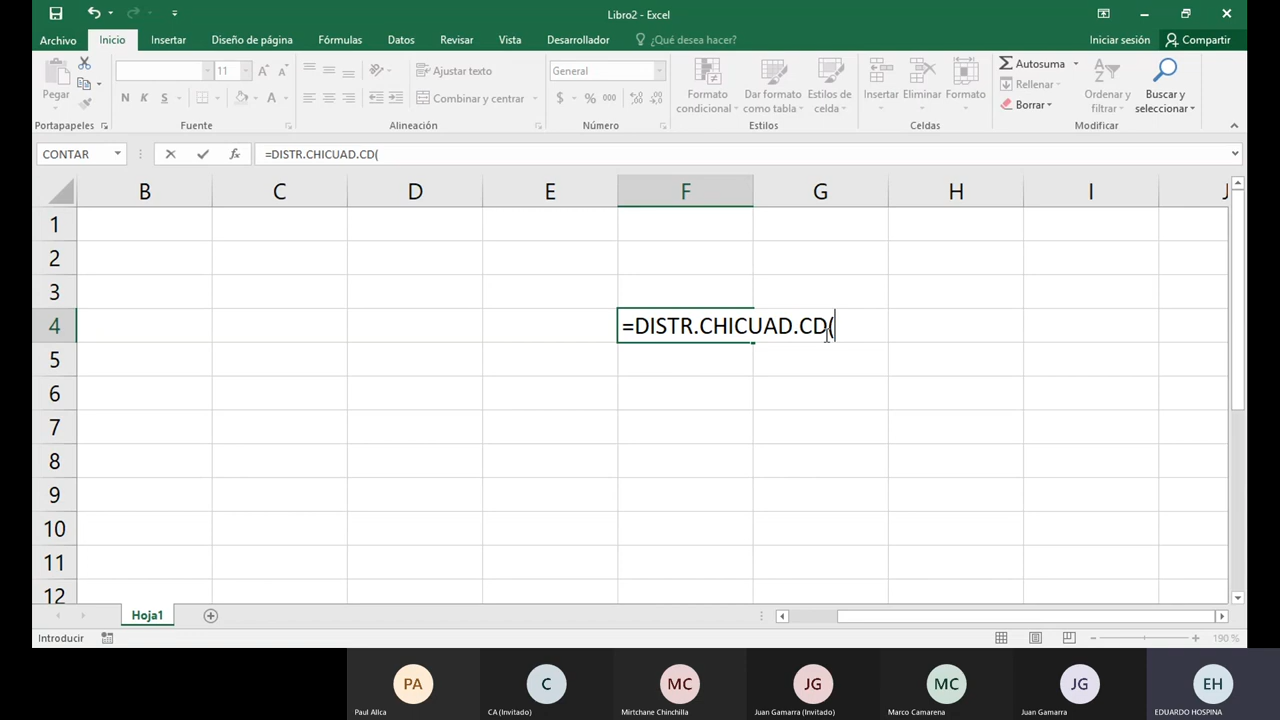 Libro2 - Excel
Archivo Inicio Insertar Diseño de página Fórmulas Datos Revisar Vista Desarrollador ¿Qué desea hacer? Iniciar sesión Compartir
Pegar
11
N K S
A
Ajustar texto
Combinar y centrar
General
$ % 000
Formato condicional
Dar formato como tabla
Estilos de celda
Insertar
Eliminar
Formato
Autosuma
Rellenar
Borrar
Ordenar y filtrar
Buscar y seleccionar
Portapapeles Fuente Alineación Número Estilos Celdas Modificar
CONTAR fx =DISTR.CHICUAD.CD(
B C D E F G H I J
1
2
3
4 =DISTR.CHICUAD.CD(
5
6
7
8
9
10
11
12
Hoja1
Introducir 190 %
PA C MC JG MC JG EH
Paul Allca CA (Invitado) Mirtchane Chinchilla Juan Gamarra (Invitado) Marco Camarena Juan Gamarra EDUARDO HOSPINA